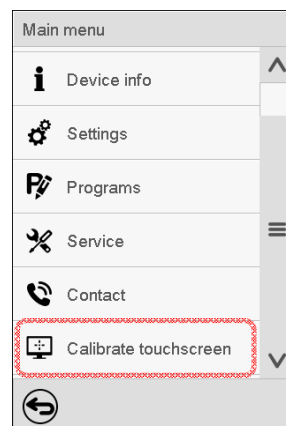 Main menu
Device info
Settings
Programs
Service
Contact
Calibrate touchscreen